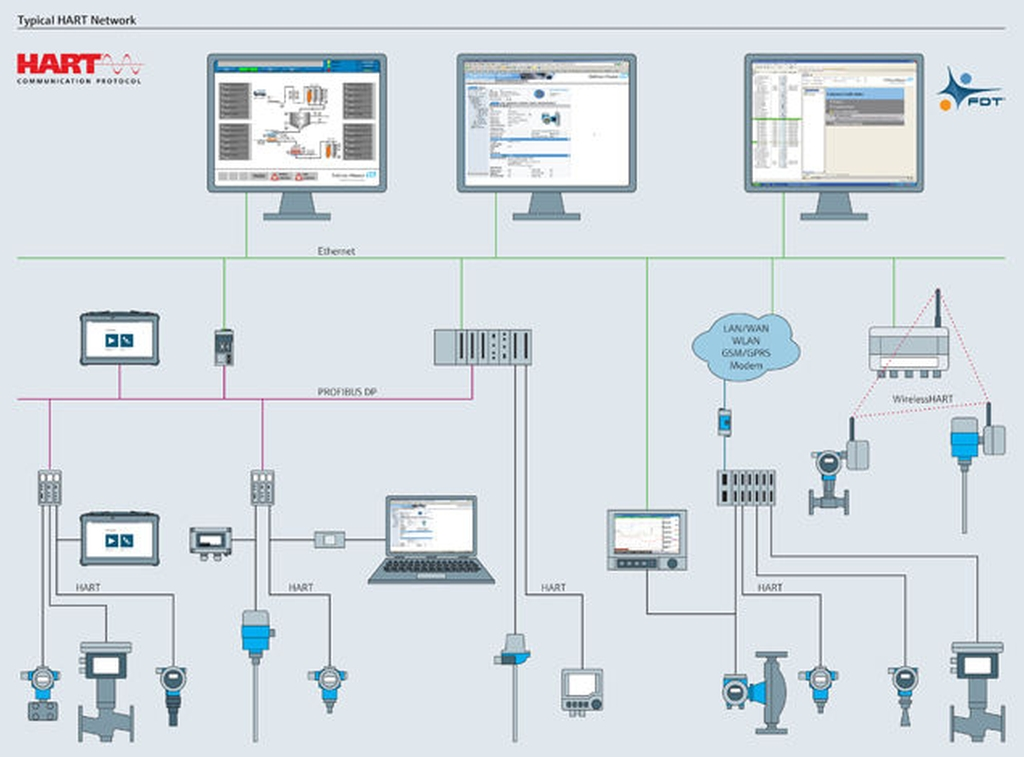 Typical HART Network
HART
COMMUNICATION PROTOCOL
FDT
Ethernet
LAN/WAN
WLAN
GSM/GPRS
Modem
WirelessHART
PROFIBUS DP
HART
HART
HART
HART